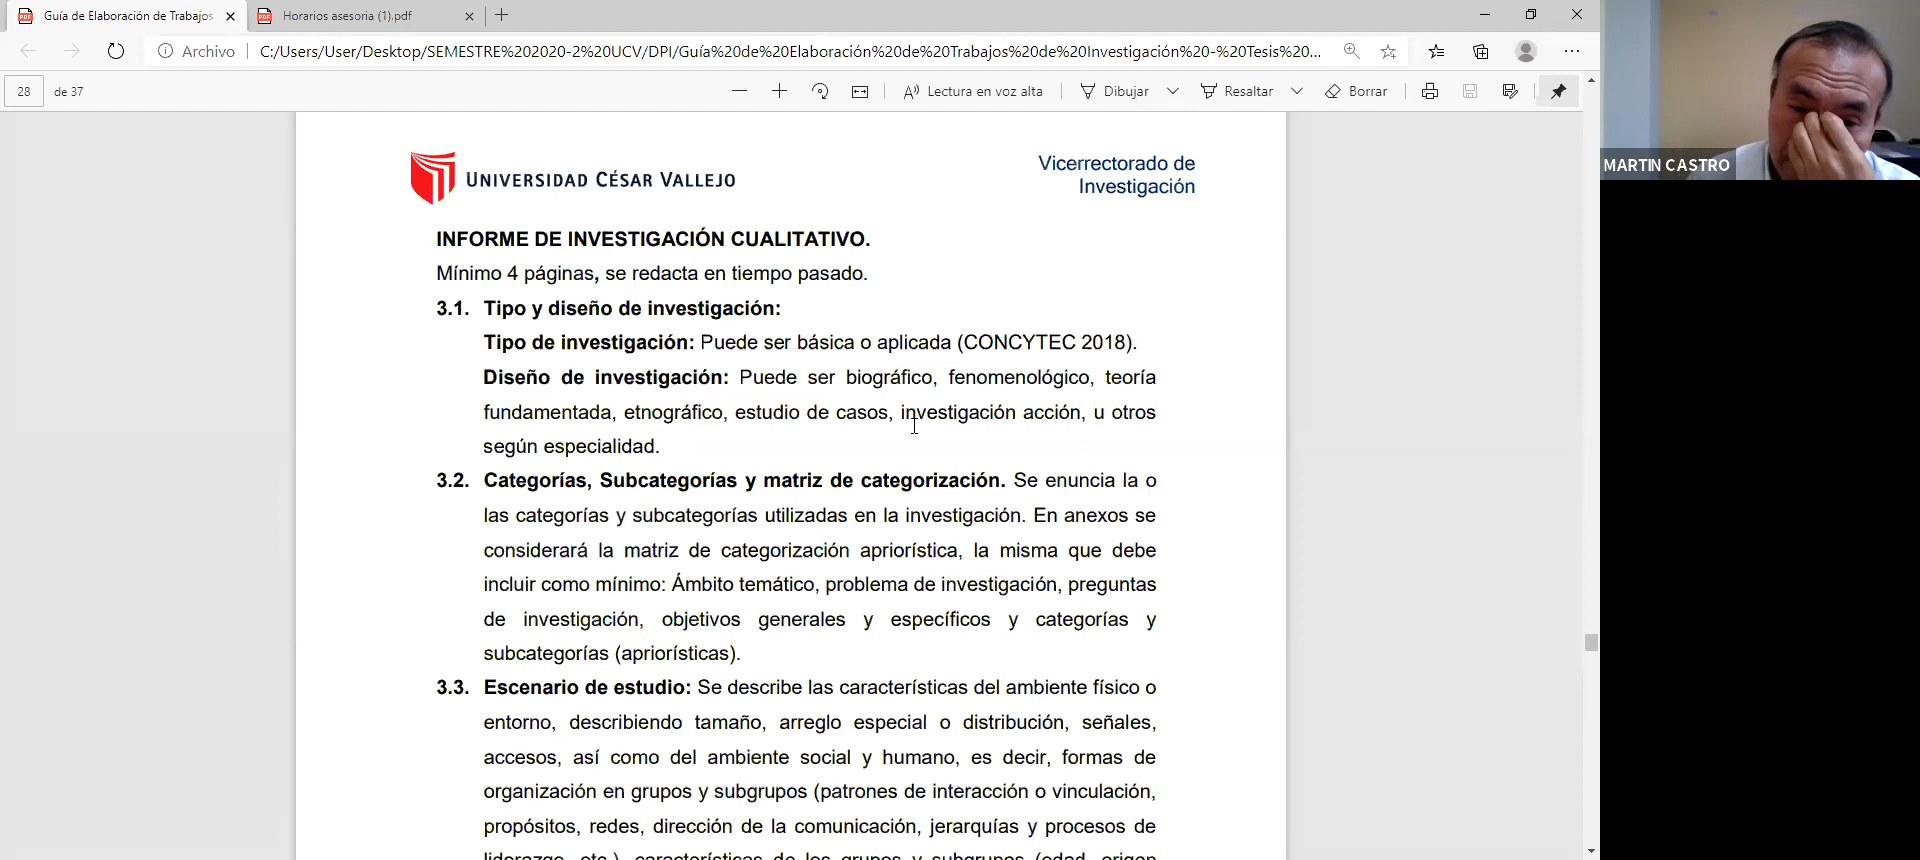 Guía de Elaboración de Trabajos
Horarios asesoria (1).pdf
Archivo
C:/Users/User/Desktop/SEMESTRE%202020-2%20UCV/DPI/Guía%20de%20Elaboración%20de%20Trabajos%20de%20Investigación%20-%20Tesis%20...
28 de 37
Lectura en voz alta
Dibujar
Resaltar
Borrar
MARTIN CASTRO
UNIVERSIDAD CÉSAR VALLEJO
Vicerrectorado de
Investigación
INFORME DE INVESTIGACIÓN CUALITATIVO.
Mínimo 4 páginas, se redacta en tiempo pasado.
3.1. Tipo y diseño de investigación:
Tipo de investigación: Puede ser básica o aplicada (CONCYTEC 2018).
Diseño de investigación: Puede ser biográfico, fenomenológico, teoría
fundamentada, etnográfico, estudio de casos, investigación acción, u otros
según especialidad.
3.2. Categorías, Subcategorías y matriz de categorización. Se enuncia la o
las categorías y subcategorías utilizadas en la investigación. En anexos se
considerará la matriz de categorización apriorística, la misma que debe
incluir como mínimo: Ámbito temático, problema de investigación, preguntas
de investigación, objetivos generales y específicos y categorías y
subcategorías (apriorísticas).
3.3. Escenario de estudio: Se describe las características del ambiente físico o
entorno, describiendo tamaño, arreglo especial o distribución, señales,
accesos, así como del ambiente social y humano, es decir, formas de
organización en grupos y subgrupos (patrones de interacción o vinculación,
propósitos, redes, dirección de la comunicación, jerarquías y procesos de
liderazgo, etc.), características de los grupos y subgrupos (edad, origen